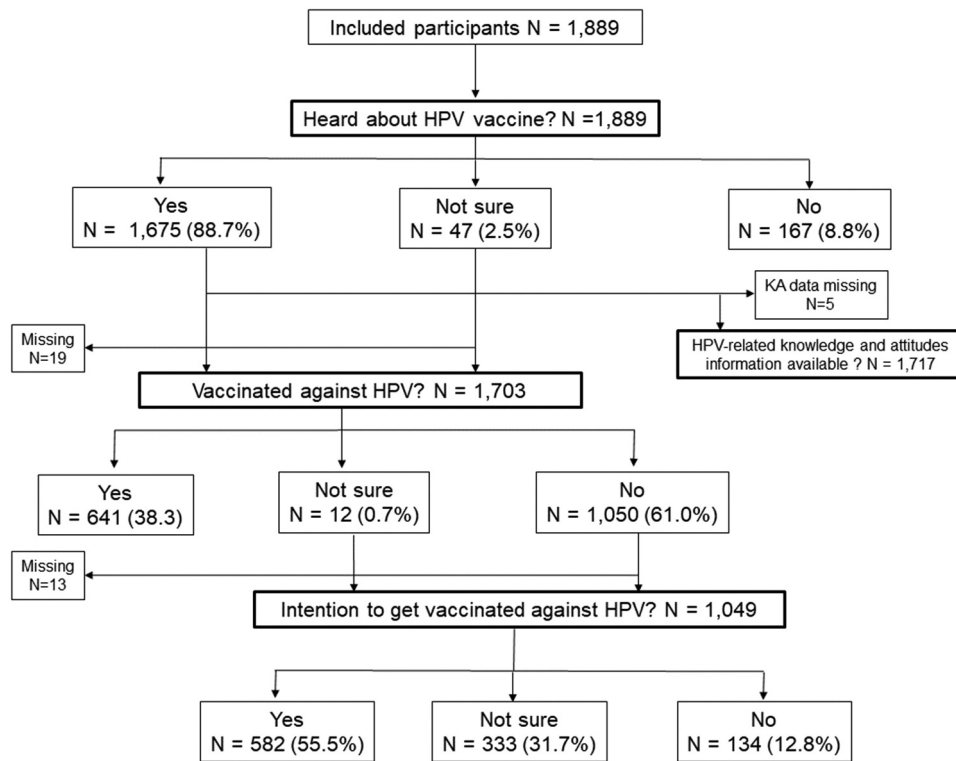 Included participants N = 1,889
Heard about HPV vaccine? N =1,889
Yes
N = 1,675 (88.7%)
Not sure
N = 47 (2.5%)
No
N = 167 (8.8%)
KA data missing
N=5
Missing
N=19
HPV-related knowledge and attitudes
information available ? N = 1,717
Vaccinated against HPV? N = 1,703
Yes
N = 641 (38.3)
Not sure
N = 12 (0.7%)
No
N = 1,050 (61.0%)
Missing
N=13
Intention to get vaccinated against HPV? N = 1,049
Yes
N = 582 (55.5%)
Not sure
N = 333 (31.7%)
No
N = 134 (12.8%)